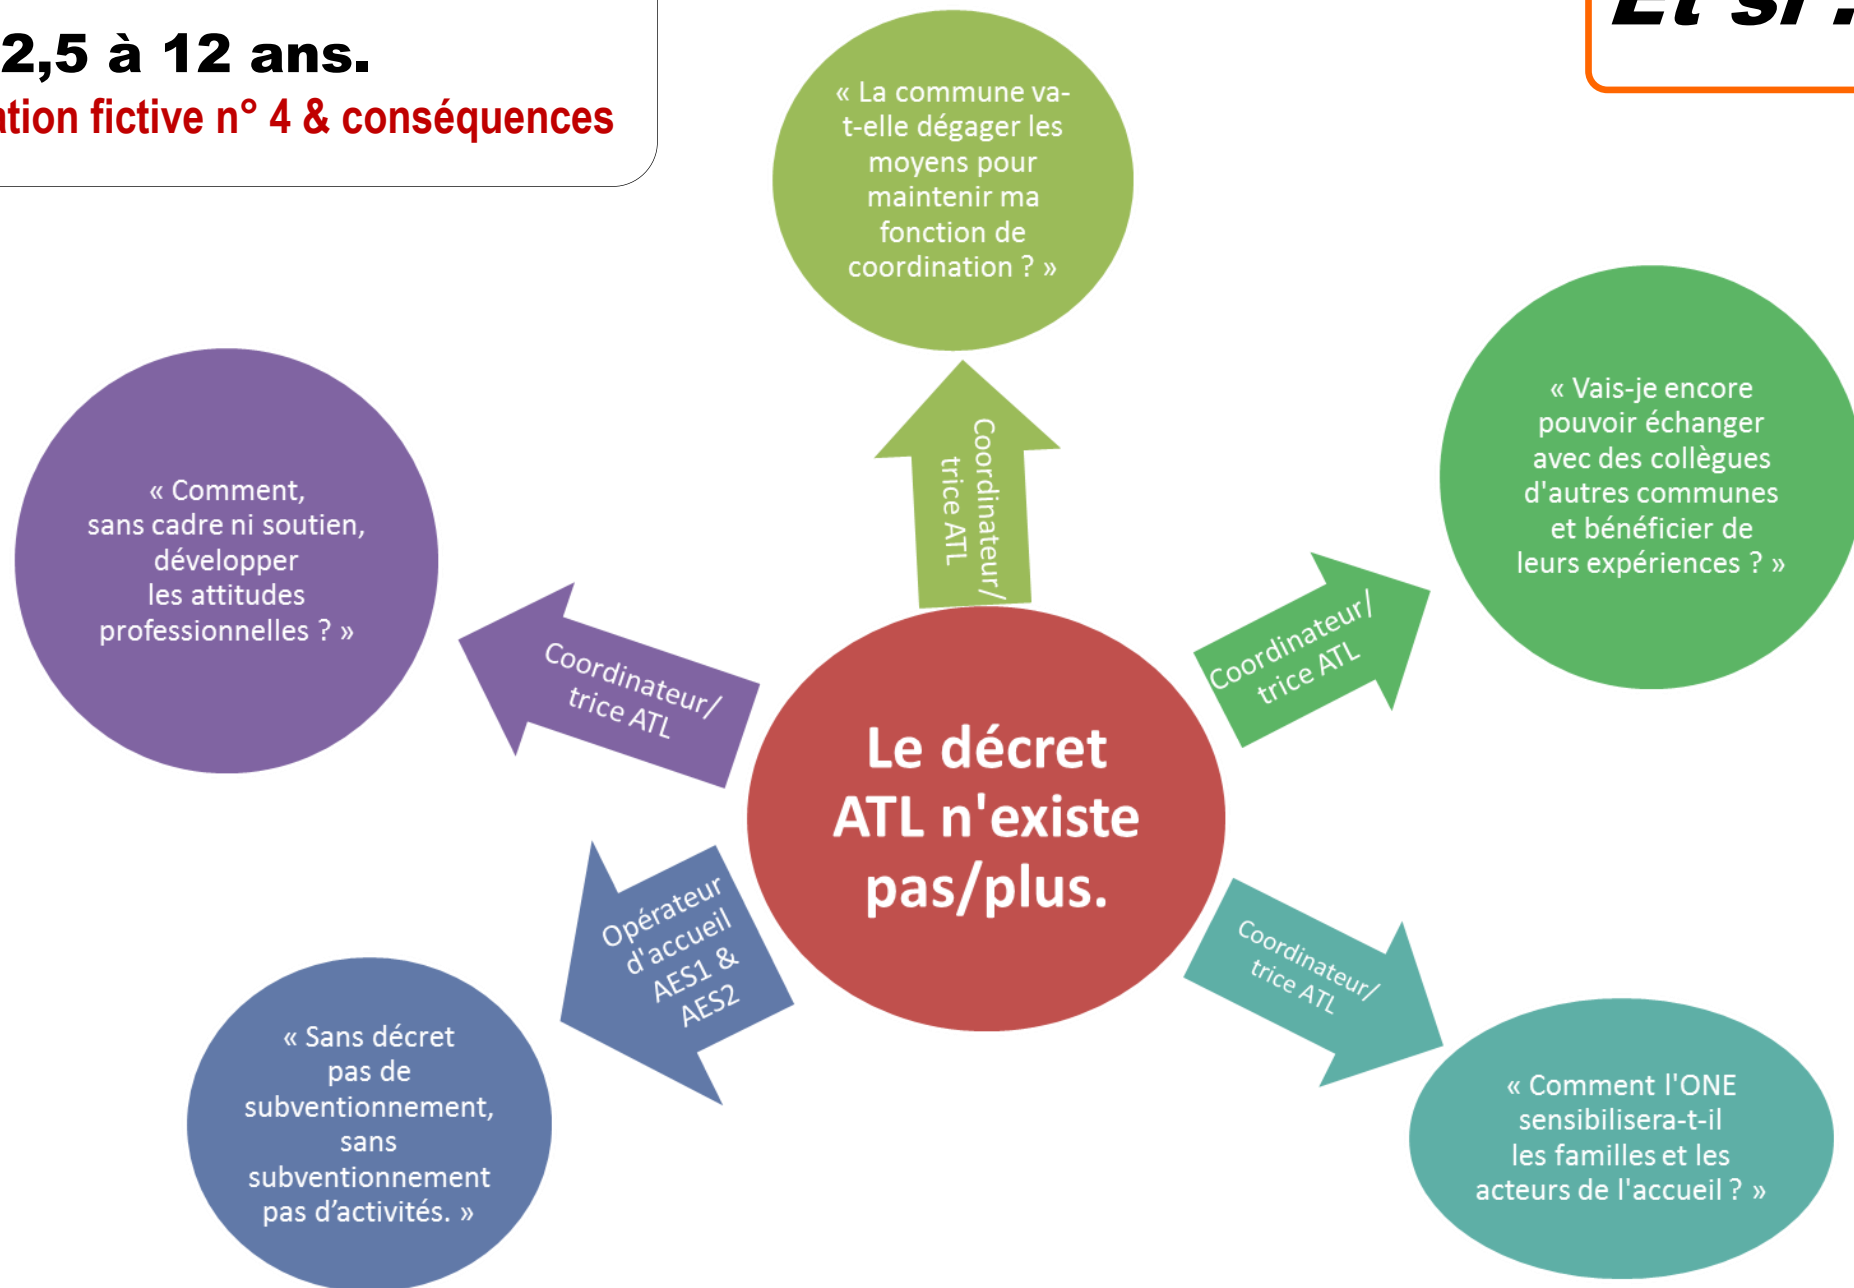 2,5 à 12 ans.
ation fictive n° 4 & conséquences
Et si
« La commune va-
t-elle dégager les
moyens pour
maintenir ma
fonction de
coordination ? »
Coordinateur/
trice ATL
« Vais-je encore
pouvoir échanger
avec des collègues
d'autres communes
et bénéficier de
leurs expériences ? »
Coordinateur/
trice ATL
« Comment,
sans cadre ni soutien,
développer
les attitudes
professionnelles ? »
Coordinateur/
trice ATL
Le décret
ATL n'existe
pas/plus.
Opérateur
d'accueil
AES1 &
AES2
« Sans décret
pas de
subventionnement,
sans
subventionnement
pas d’activités. »
Coordinateur/
trice ATL
« Comment l'ONE
sensibilisera-t-il
les familles et les
acteurs de l'accueil ? »